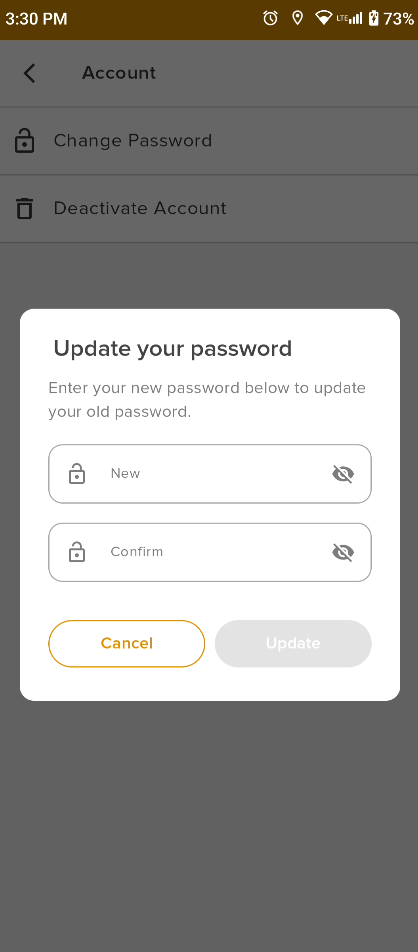 3:30 PM
LTE
73%
Account
Change Password
Deactivate Account
Update your password
Enter your new password below to update
your old password.
New
Confirm
Cancel
Update